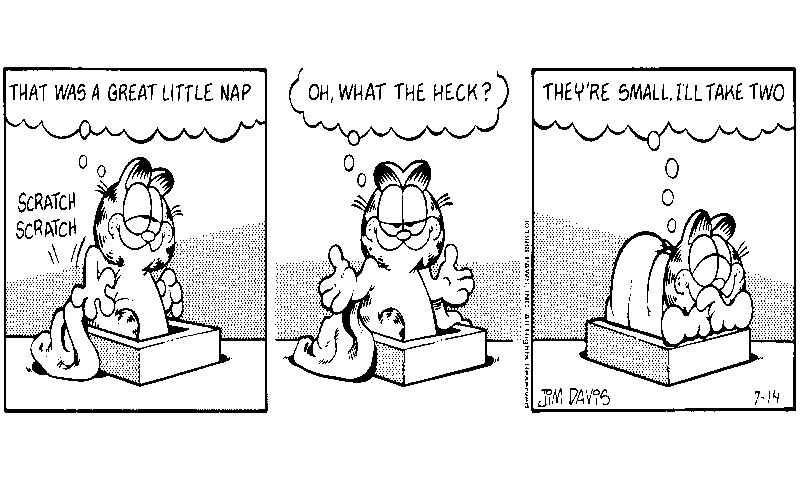 THAT WAS A GREAT LITTLE NAP
SCRATCH
SCRATCH
OH, WHAT THE HECK?
THEY'RE SMALL. I'LL TAKE TWO
JIM DAVIS
7-14